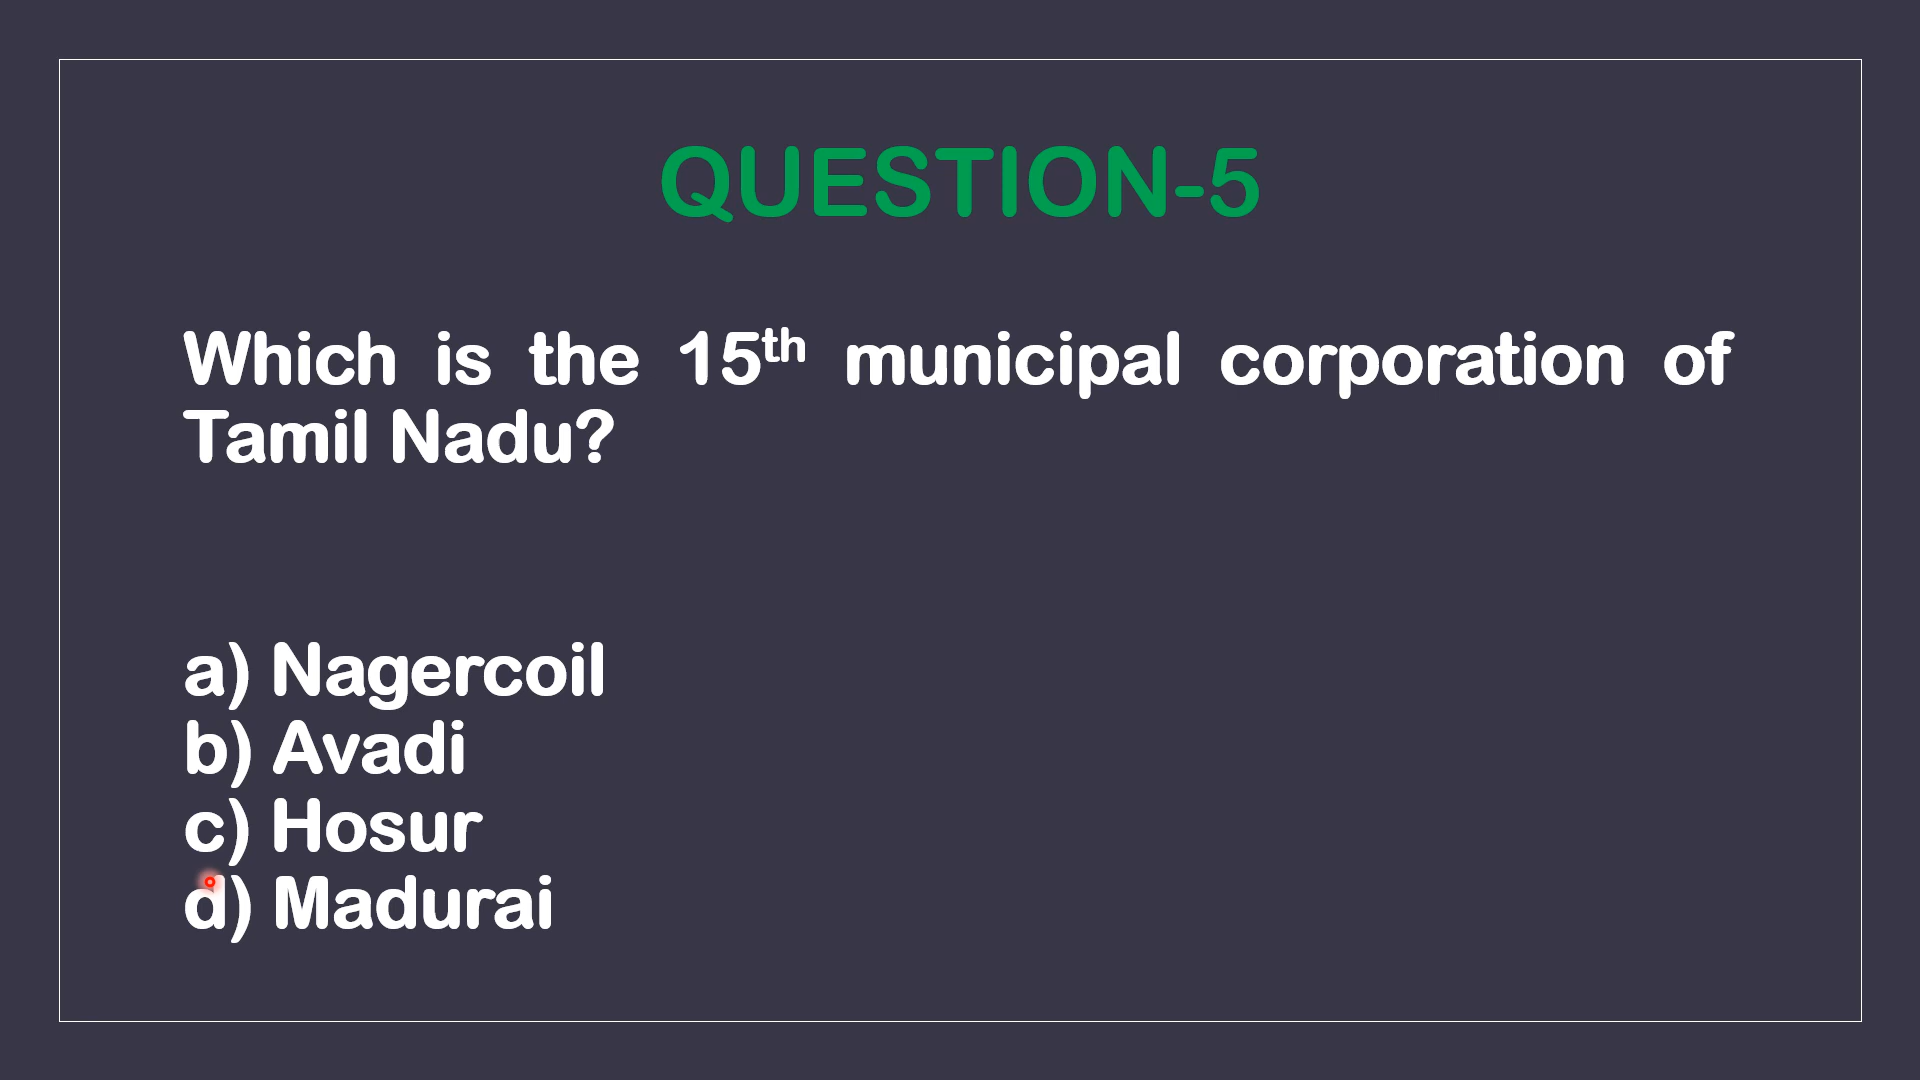 QUESTION-5
Which is the 15th municipal corporation of
Tamil Nadu?
a) Nagercoil
b) Avadi
c) Hosur
d) Madurai